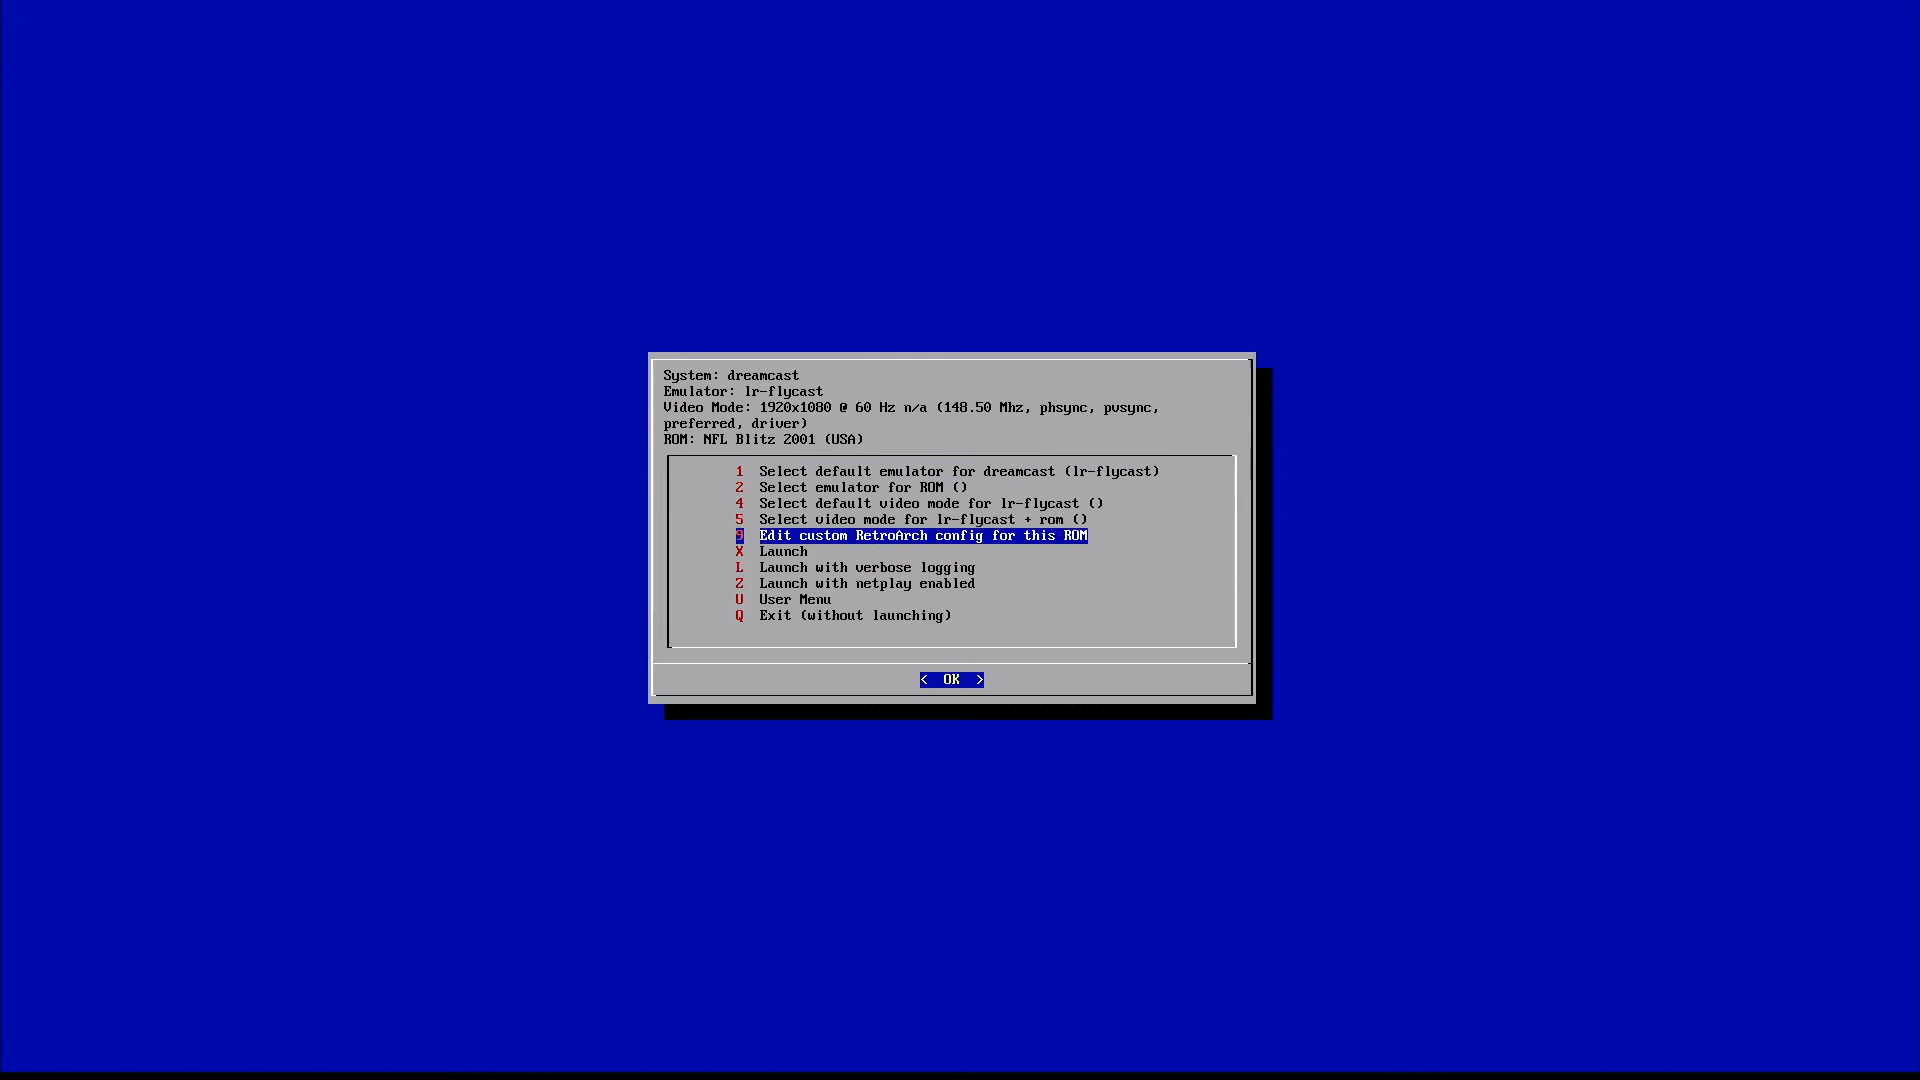 System: dreamcast
Emulator: lr-flycast
Video Mode: 1920x1080 @ 60 Hz n/a (148.50 Mhz, phsync, pvsync,
preferred, driver)
ROM: NFL Blitz 2001 (USA)
1 Select default emulator for dreamcast (lr-flycast)
2 Select emulator for ROM ()
4 Select default video mode for lr-flycast ()
5 Select video mode for lr-flycast + rom ()
9 Edit custom RetroArch config for this ROM
X Launch
L Launch with verbose logging
Z Launch with netplay enabled
U User Menu
Q Exit (without launching)
< OK >